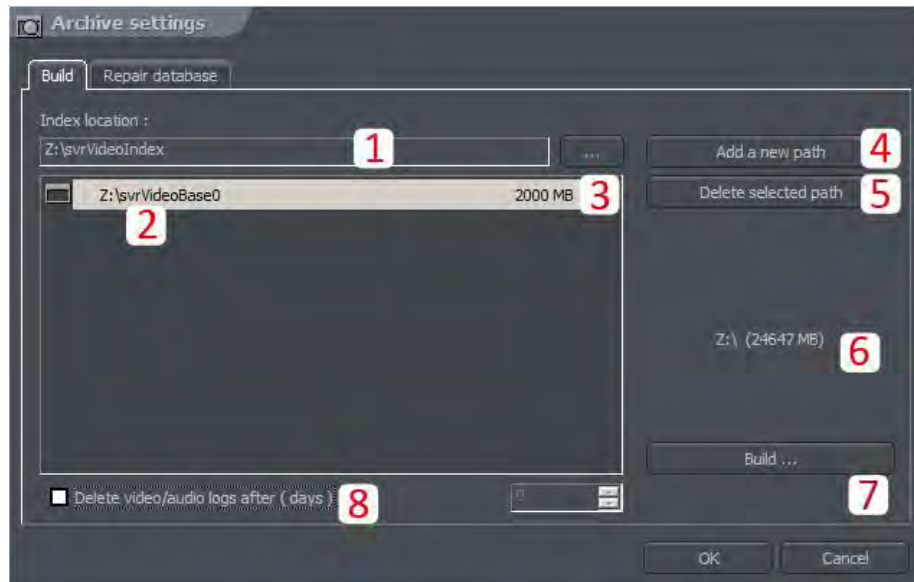 Archive settings
Build Repair database
Index location :
Z:\svrVideoIndex 1 ... Add a new path 4
Z:\svrVideoBase0 2000 MB 3 Delete selected path 5
2
Z:\ (24647 MB) 6
Build ...
Delete video/audio logs after ( days ) 8 7
OK Cancel